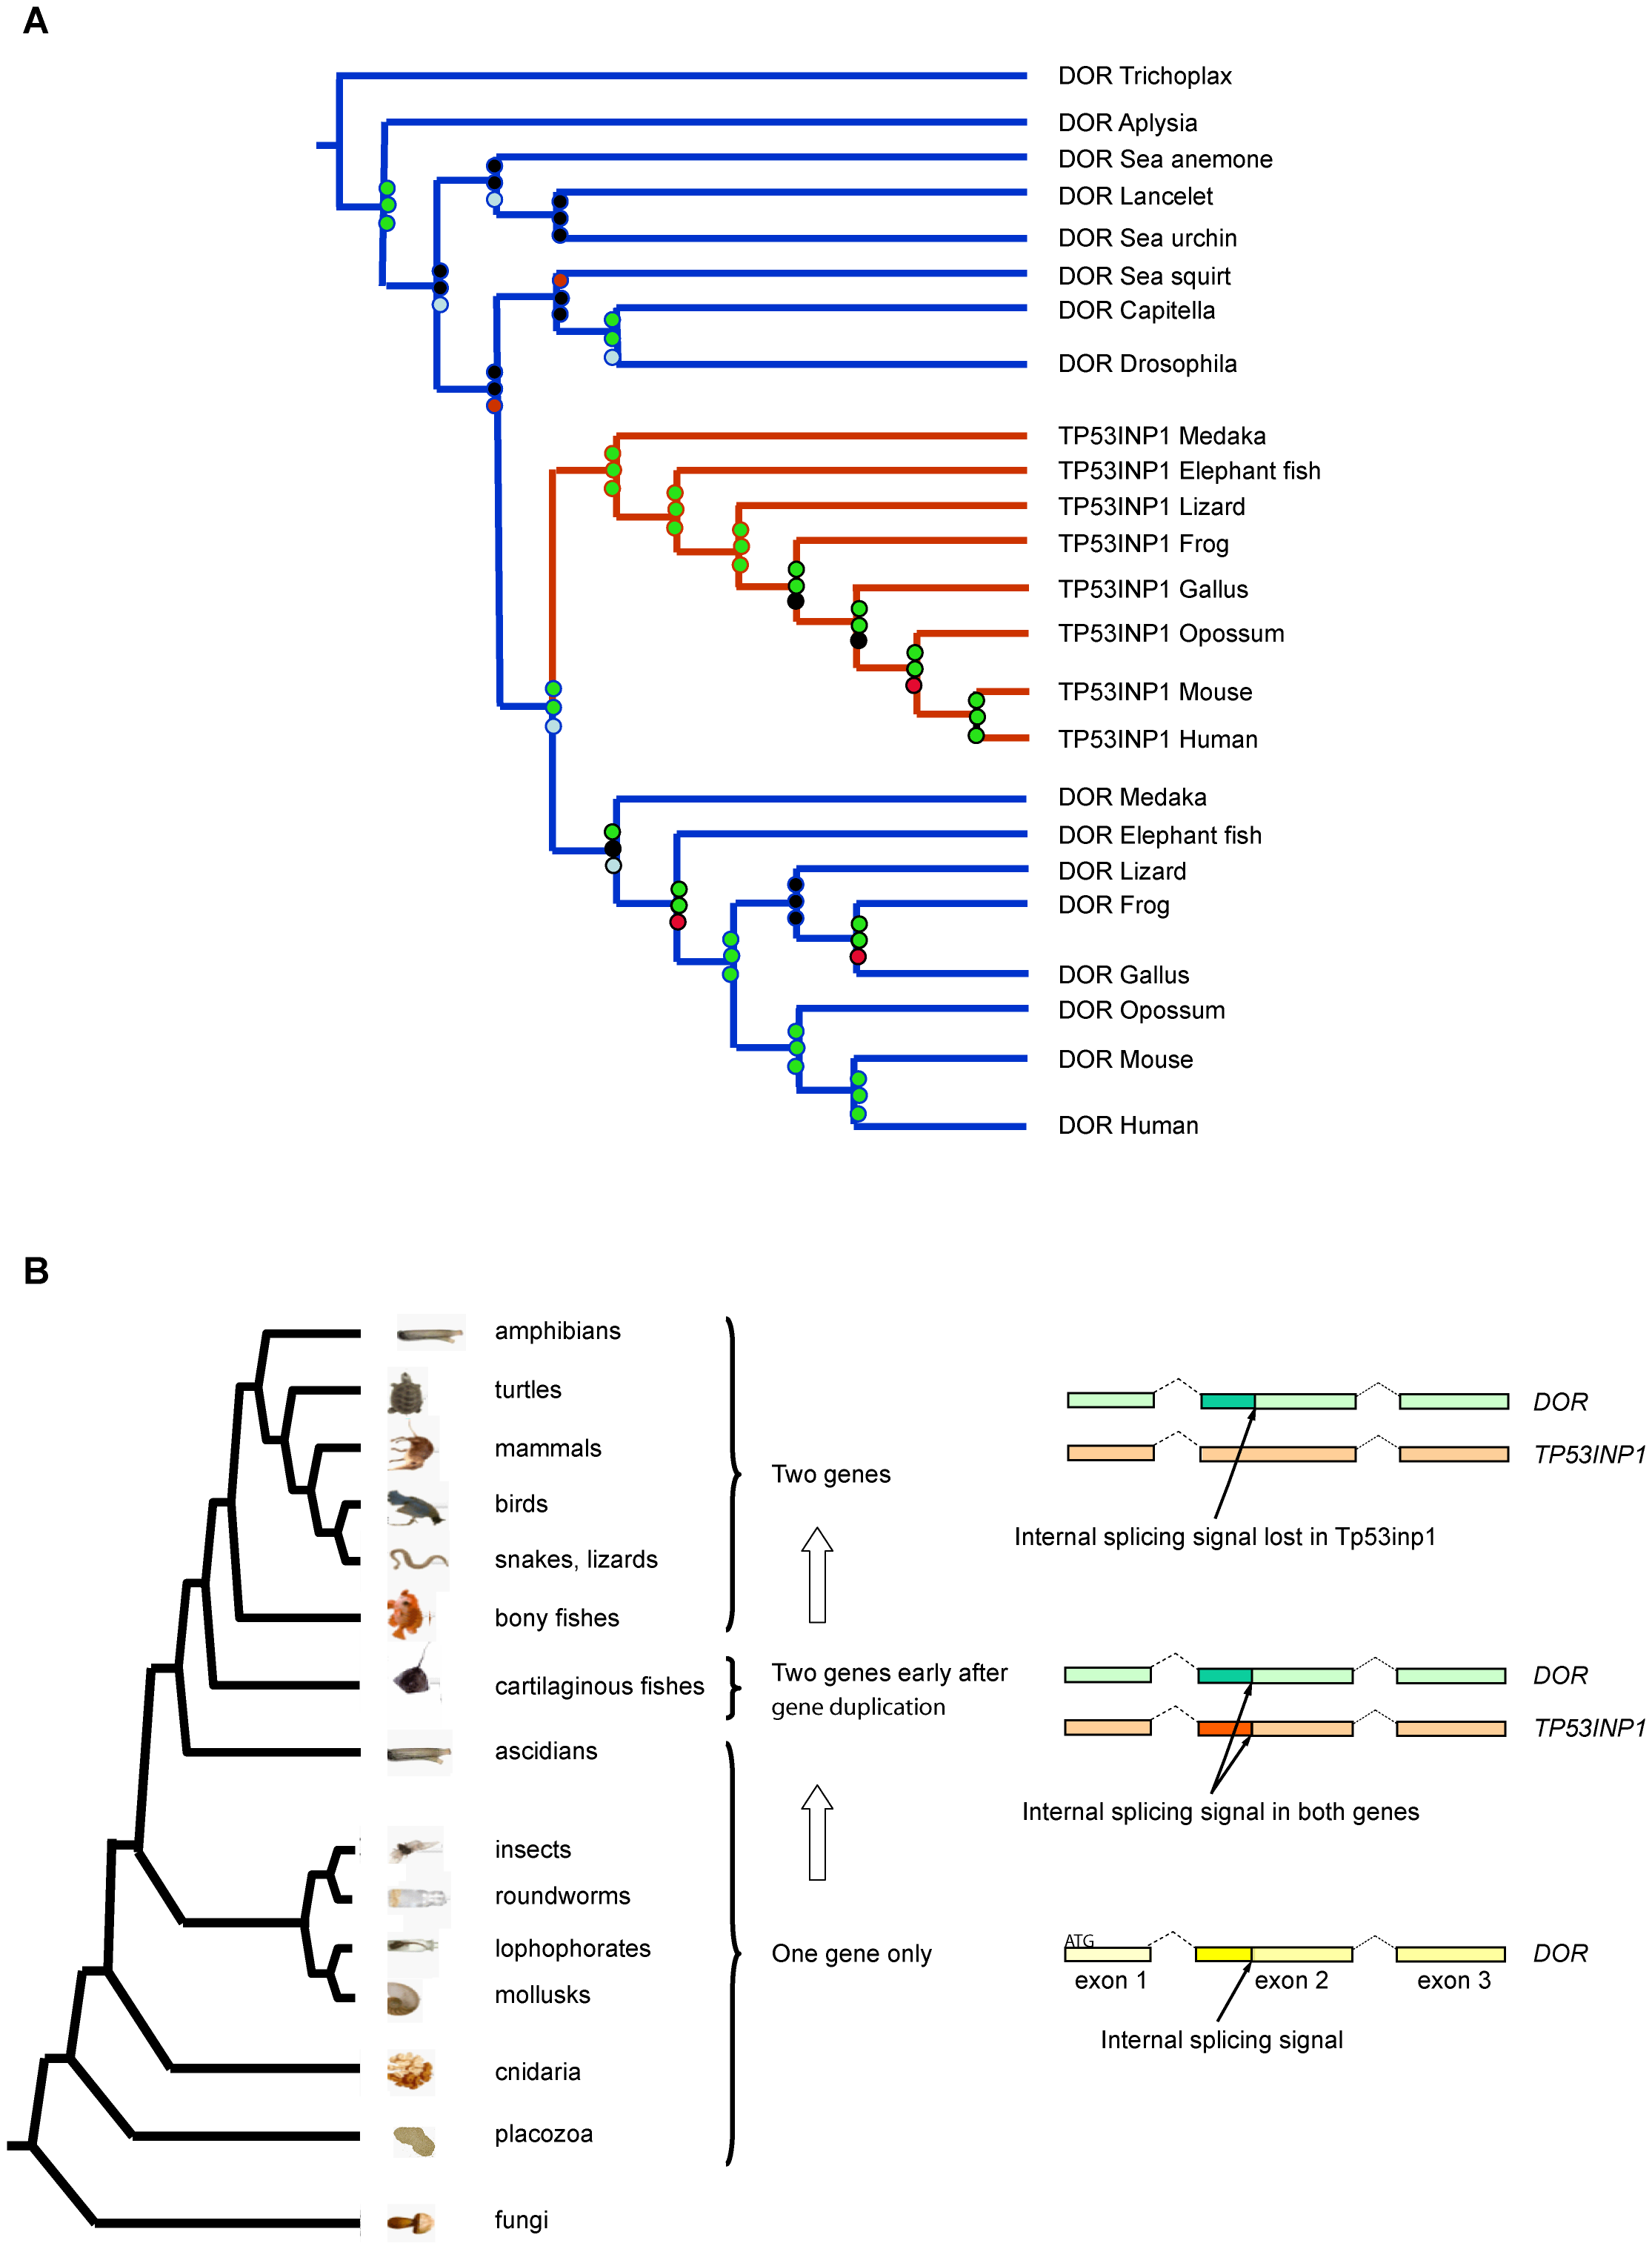 A
DOR Trichoplax
DOR Aplysia
DOR Sea anemone
DOR Lancelet
DOR Sea urchin
DOR Sea squirt
DOR Capitella
DOR Drosophila
TP53INP1 Medaka
TP53INP1 Elephant fish
TP53INP1 Lizard
TP53INP1 Frog
TP53INP1 Gallus
TP53INP1 Opossum
TP53INP1 Mouse
TP53INP1 Human
DOR Medaka
DOR Elephant fish
DOR Lizard
DOR Frog
DOR Gallus
DOR Opossum
DOR Mouse
DOR Human
B
amphibians
turtles
mammals
birds
snakes, lizards
bony fishes
cartilaginous fishes
ascidians
insects
roundworms
lophophorates
mollusks
cnidaria
placozoa
fungi
Two genes
Two genes early after
gene duplication
One gene only
DOR
TP53INP1
Internal splicing signal lost in Tp53inp1
DOR
TP53INP1
Internal splicing signal in both genes
ATG
DOR
exon 1 exon 2 exon 3
Internal splicing signal